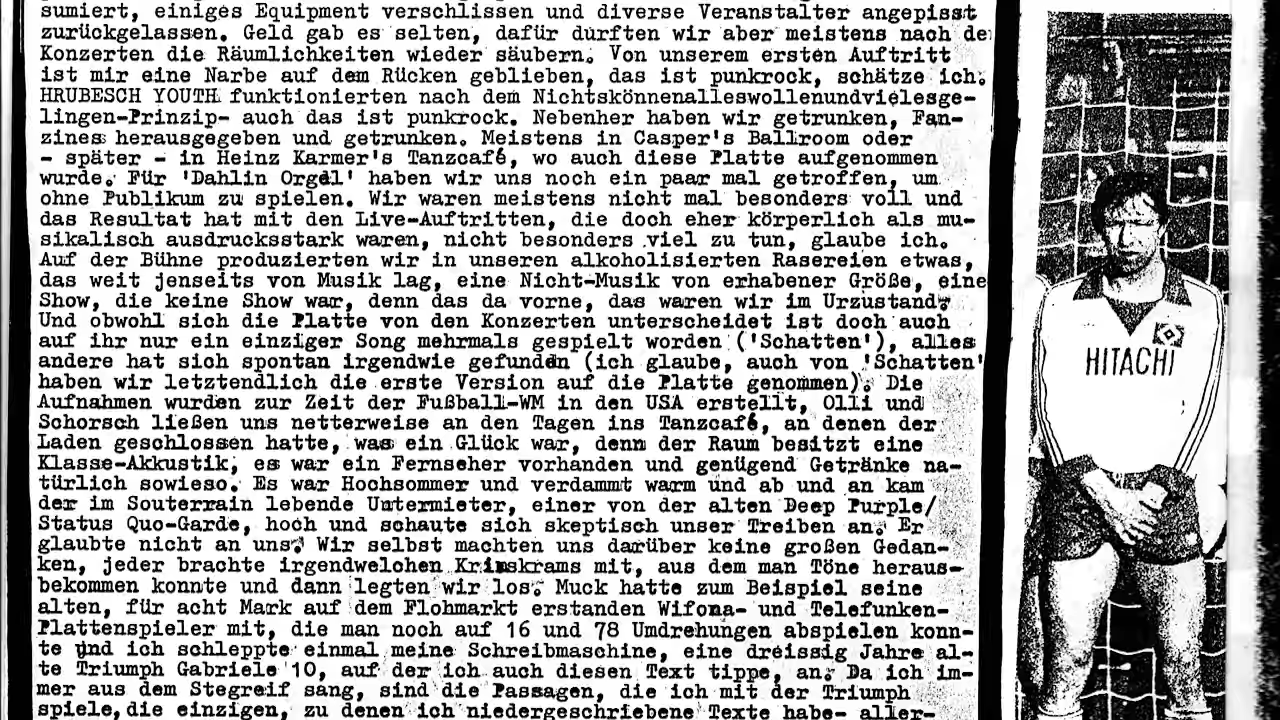 sumiert, einiges Equipment verschlissen und diverse Veranstalter angepisst
zurückgelassen. Geld gab es selten, dafür durften wir aber meistens nach de
Konzerten die Räumlichkeiten wieder säubern. Von unserem ersten Auftritt
ist mir eine Narbe auf dem Rücken geblieben, das ist punkrock, schätze ich.
HRUBESCH YOUTH funktionierten nach dem Nichtskönnenalleswollenundvielesge-
lingen-Prinzip- auch das ist punkrock. Nebenher haben wir getrunken, Fan-
zines herausgegeben und getrunken. Meistens in Casper's Ballroom oder
- später - in Heinz Karmer's Tanzcafé, wo auch diese Platte aufgenommen
wurde. Für 'Dahlin Orgel' haben wir uns noch ein paar mal getroffen, um
ohne Publikum zu spielen. Wir waren meistens nicht mal besonders voll und
das Resultat hat mit den Live-Auftritten, die doch eher körperlich als mu-
sikalisch ausdrucksstark waren, nicht besonders viel zu tun, glaube ich.
Auf der Bühne produzierten wir in unseren alkoholisierten Rasereien etwas,
das weit jenseits von Musik lag, eine Nicht-Musik von erhabener Größe, eine
Show, die keine Show war, denn das da vorne, das waren wir im Urzustand.
Und obwohl sich die Platte von den Konzerten unterscheidet ist doch auch
auf ihr nur ein einziger Song mehrmals gespielt worden ('Schatten'), alles
andere hat sich spontan irgendwie gefunden (ich glaube, auch von 'Schatten'
haben wir letztendlich die erste Version auf die Platte genommen). Die
Aufnahmen wurden zur Zeit der Fußball-WM in den USA erstellt, Olli und
Schorsch ließen uns netterweise an den Tagen ins Tanzcafé, an denen der
Laden geschlossen hatte, was ein Glück war, denn der Raum besitzt eine
Klasse-Akkustik, es war ein Fernseher vorhanden und genügend Getränke na-
türlich sowieso. Es war Hochsommer und verdammt warm und ab und an kam
der im Souterrain lebende Untermieter, einer von der alten Deep Purple/
Status Quo-Garde, hoch und schaute sich skeptisch unser Treiben an. Er
glaubte nicht an uns. Wir selbst machten uns darüber keine großen Gedan-
ken, jeder brachte irgendwelchen Krimskrams mit, aus dem man Töne heraus-
bekommen konnte und dann legten wir los. Muck hatte zum Beispiel seine
alten, für acht Mark auf dem Flohmarkt erstanden Wifona- und Telefunken-
Plattenspieler mit, die man noch auf 16 und 78 Umdrehungen abspielen konn-
te und ich schleppte einmal meine Schreibmaschine, eine dreissig Jahre al-
te Triumph Gabriele 10, auf der ich auch diesen Text tippe, an. Da ich im-
mer aus dem Stegreif sang, sind die Passagen, die ich mit der Triumph
spiele, die einzigen, zu denen ich niedergeschriebene Texte habe- aller-
HITACHI